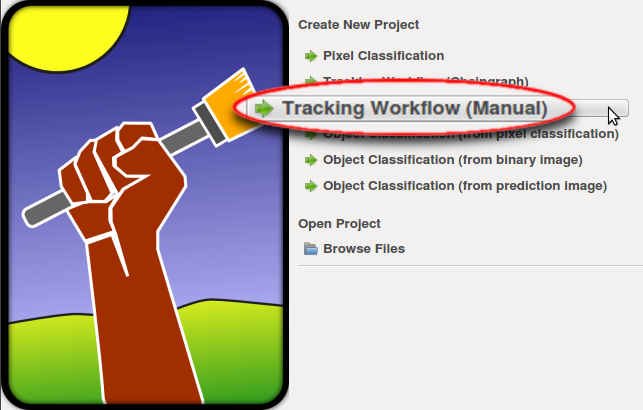 Create New Project
Pixel Classification
Tracking Workflow (Chaingraph)
Tracking Workflow (Manual)
Object Classification (from pixel classification)
Object Classification (from binary image)
Object Classification (from prediction image)
Open Project
Browse Files